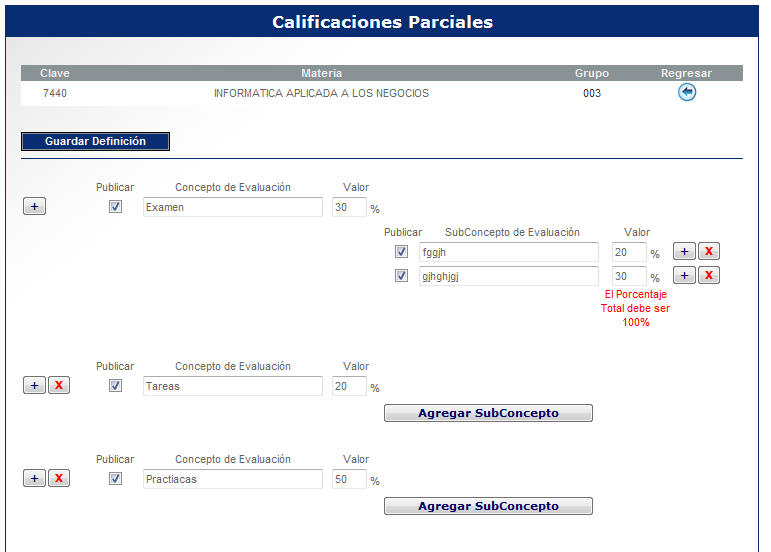 Calificaciones Parciales
Clave Materia Grupo Regresar
7440 INFORMATICA APLICADA A LOS NEGOCIOS 003
Guardar Definición
Publicar Concepto de Evaluación Valor
+ Examen 30 %
Publicar SubConcepto de Evaluación Valor
fggjh 20 % + X
gjhghjgj 30 % + X
El Porcentaje
Total debe ser
100%
Publicar Concepto de Evaluación Valor
+ X Tareas 20 %
Agregar SubConcepto
Publicar Concepto de Evaluación Valor
+ X Practiacas 50 %
Agregar SubConcepto